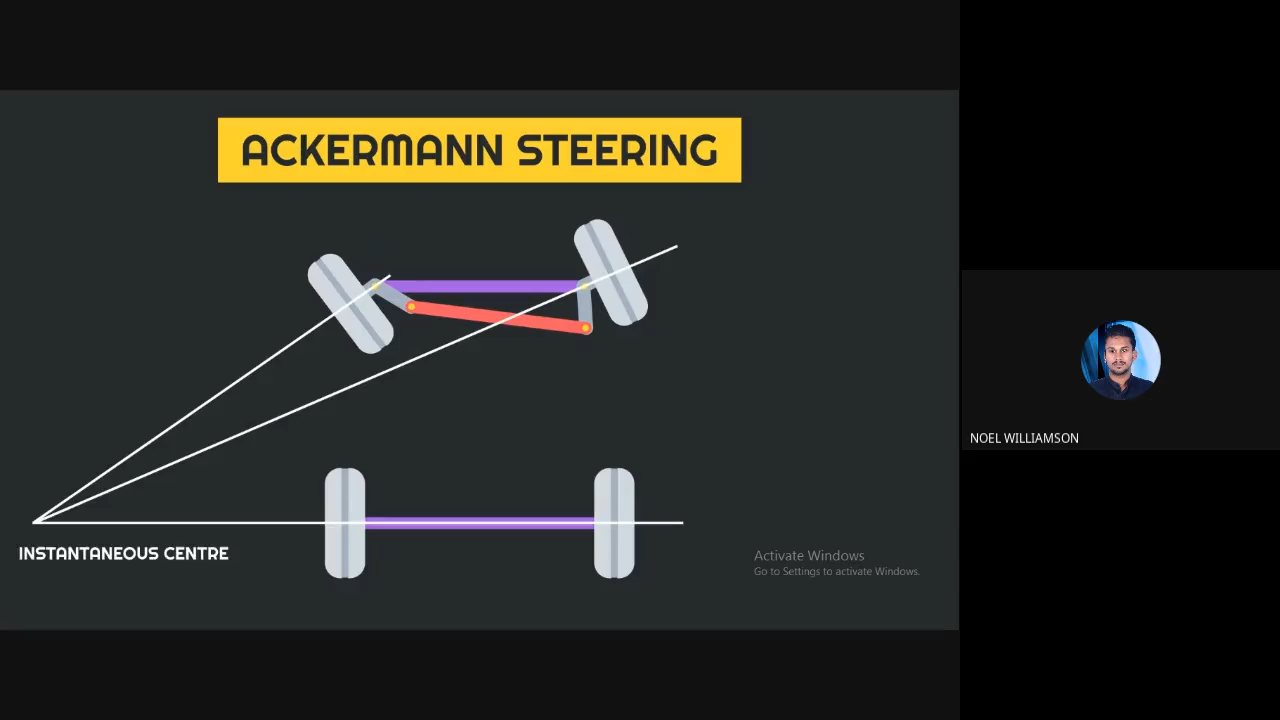 ACKERMANN STEERING
INSTANTANEOUS CENTRE
Activate Windows
Go to Settings to activate Windows.
NOEL WILLIAMSON